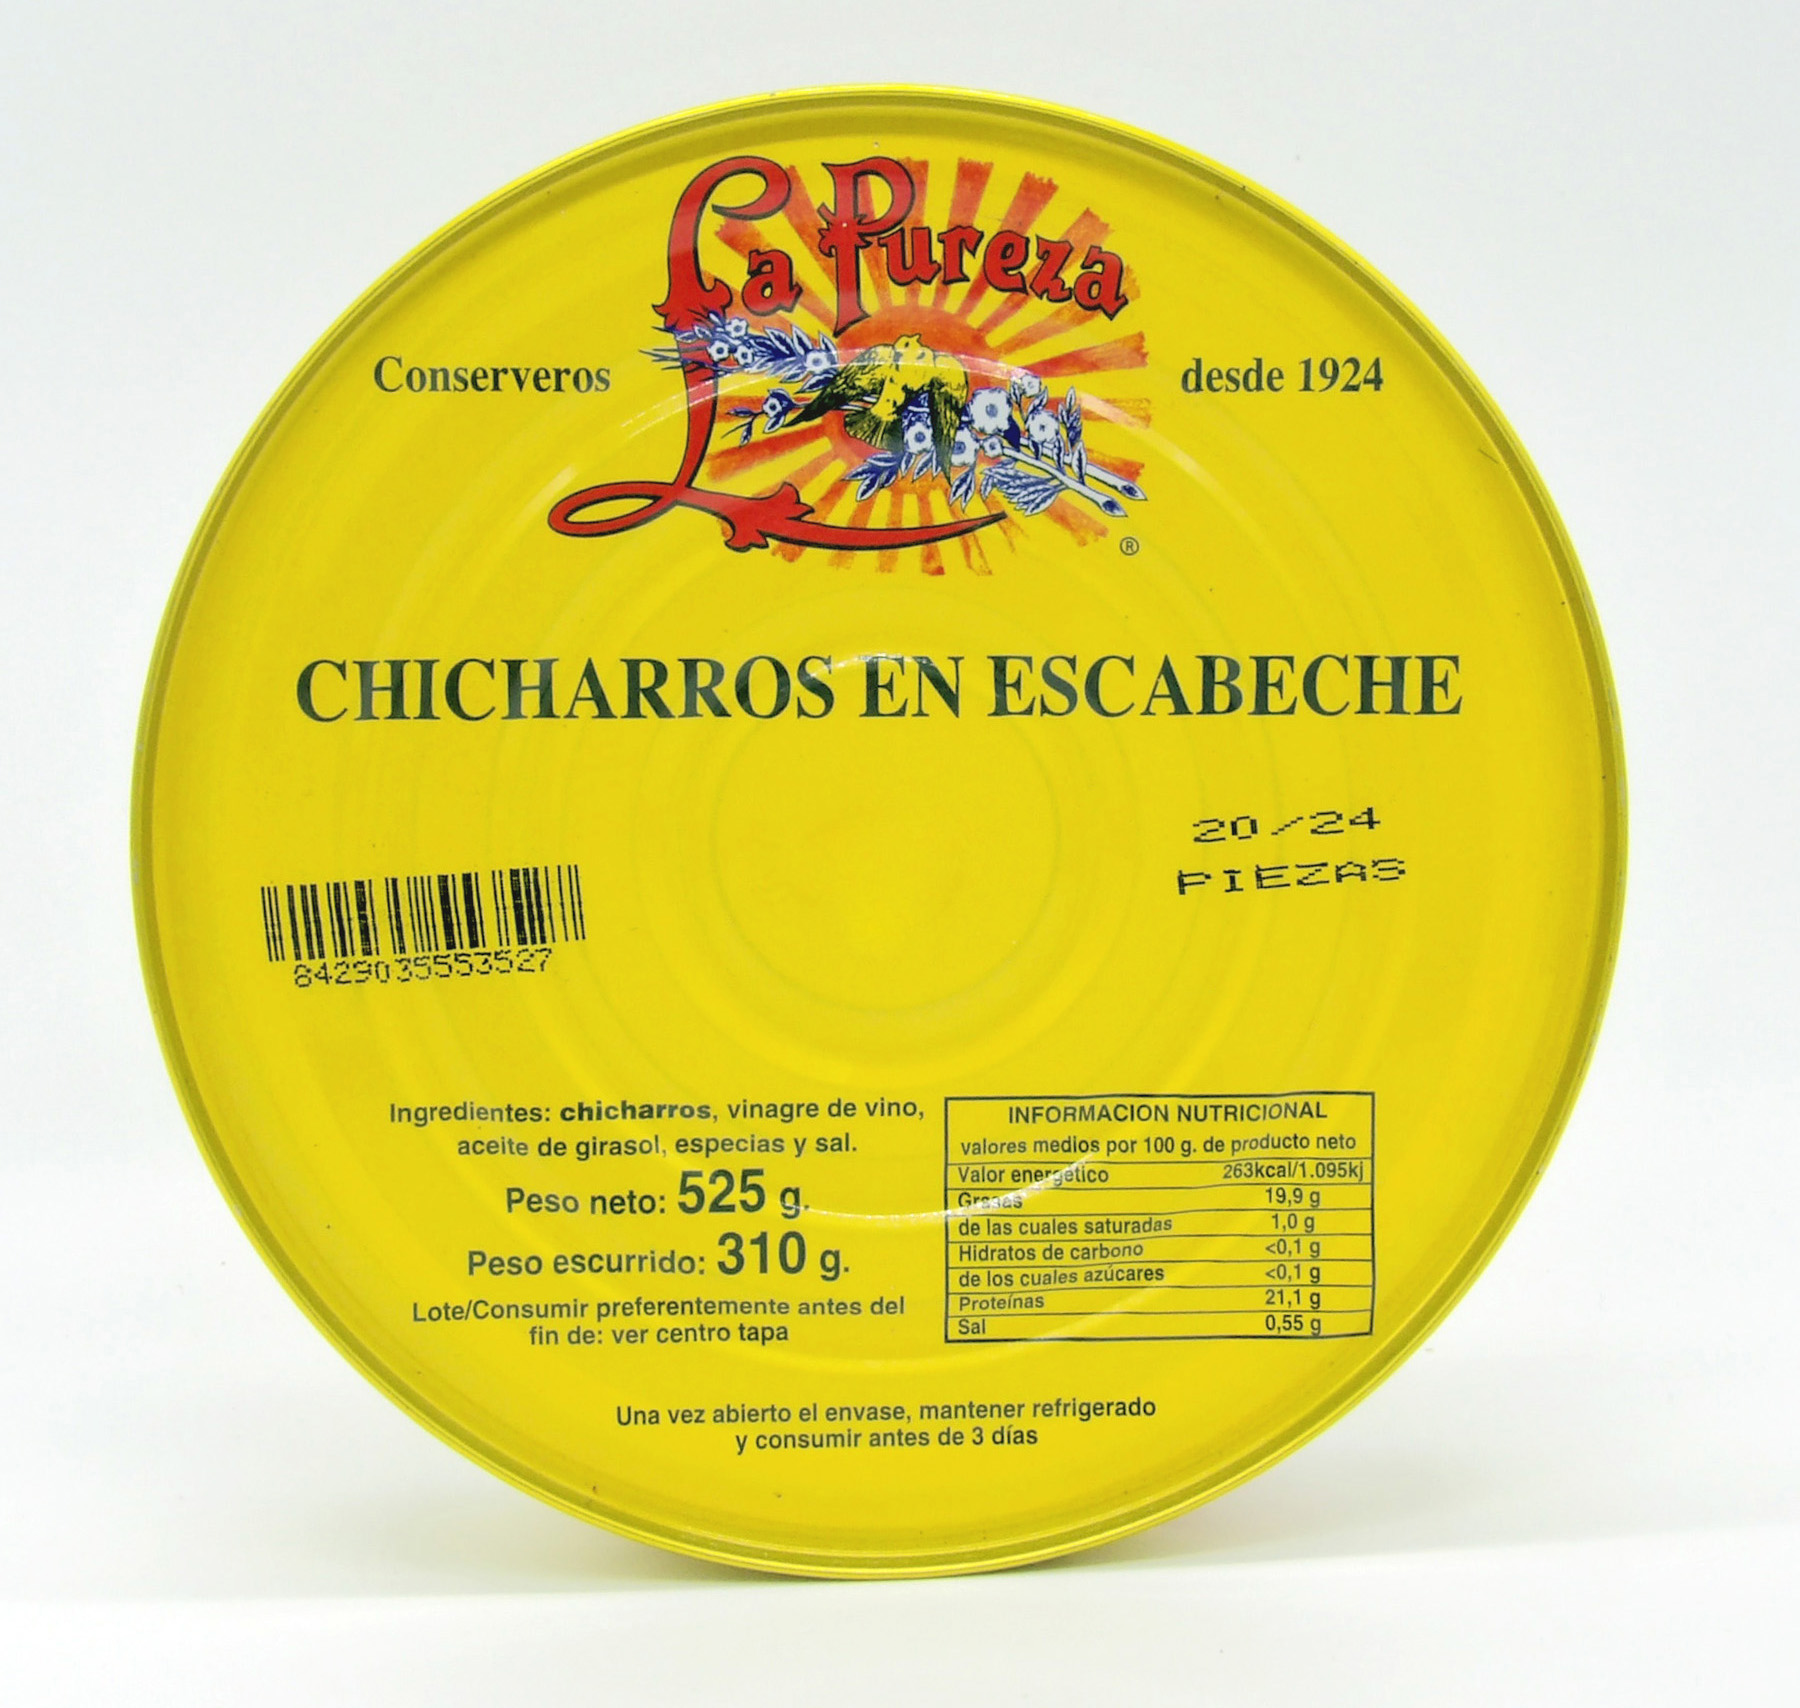 La Pureza
Conserveros
desde 1924
®
CHICHARROS EN ESCABECHE
20/24
PIEZAS
8429035553527
Ingredientes: chicharros, vinagre de vino,
aceite de girasol, especias y sal.
Peso neto: 525 g.
Peso escurrido: 310 g.
Lote/Consumir preferentemente antes del
fin de: ver centro tapa
INFORMACION NUTRICIONAL
valores medios por 100 g. de producto neto
Valor energético 263kcal/1.095kj
Grasas 19,9 g
de las cuales saturadas 1,0 g
Hidratos de carbono <0,1 g
de los cuales azúcares <0,1 g
Proteínas 21,1 g
Sal 0,55 g
Una vez abierto el envase, mantener refrigerado
y consumir antes de 3 días